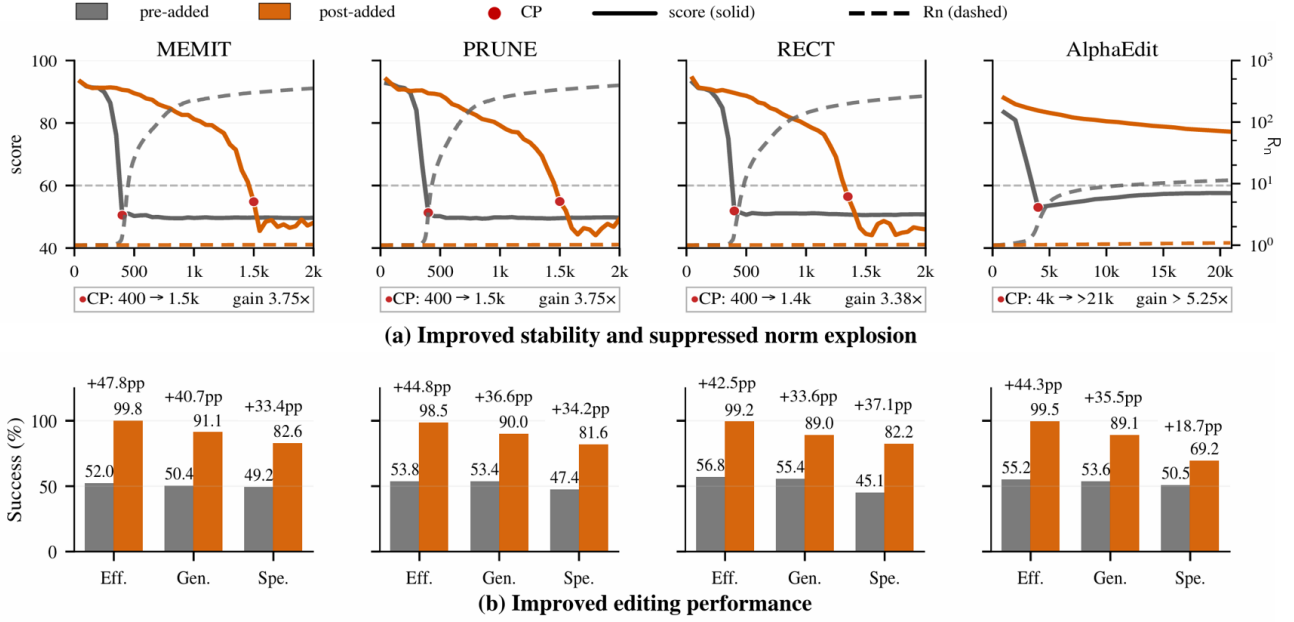 pre-added post-added CP score (solid) Rn (dashed)
MEMIT PRUNE RECT AlphaEdit
score
100
80
60
40
10³
10²
10¹
10⁰
Rn
0 500 1k 1.5k 2k
0 500 1k 1.5k 2k
0 500 1k 1.5k 2k
0 5k 10k 15k 20k
CP: 400 → 1.5k gain 3.75×
CP: 400 → 1.5k gain 3.75×
CP: 400 → 1.4k gain 3.38×
CP: 4k → >21k gain > 5.25×
(a) Improved stability and suppressed norm explosion
Success (%)
100
50
0
+47.8pp +40.7pp +33.4pp
99.8 91.1 82.6
52.0 50.4 49.2
Eff. Gen. Spe.
+44.8pp +36.6pp +34.2pp
98.5 90.0 81.6
53.8 53.4 47.4
Eff. Gen. Spe.
+42.5pp +33.6pp +37.1pp
99.2 89.0 82.2
56.8 55.4 45.1
Eff. Gen. Spe.
+44.3pp +35.5pp +18.7pp
99.5 89.1 69.2
55.2 53.6 50.5
Eff. Gen. Spe.
(b) Improved editing performance